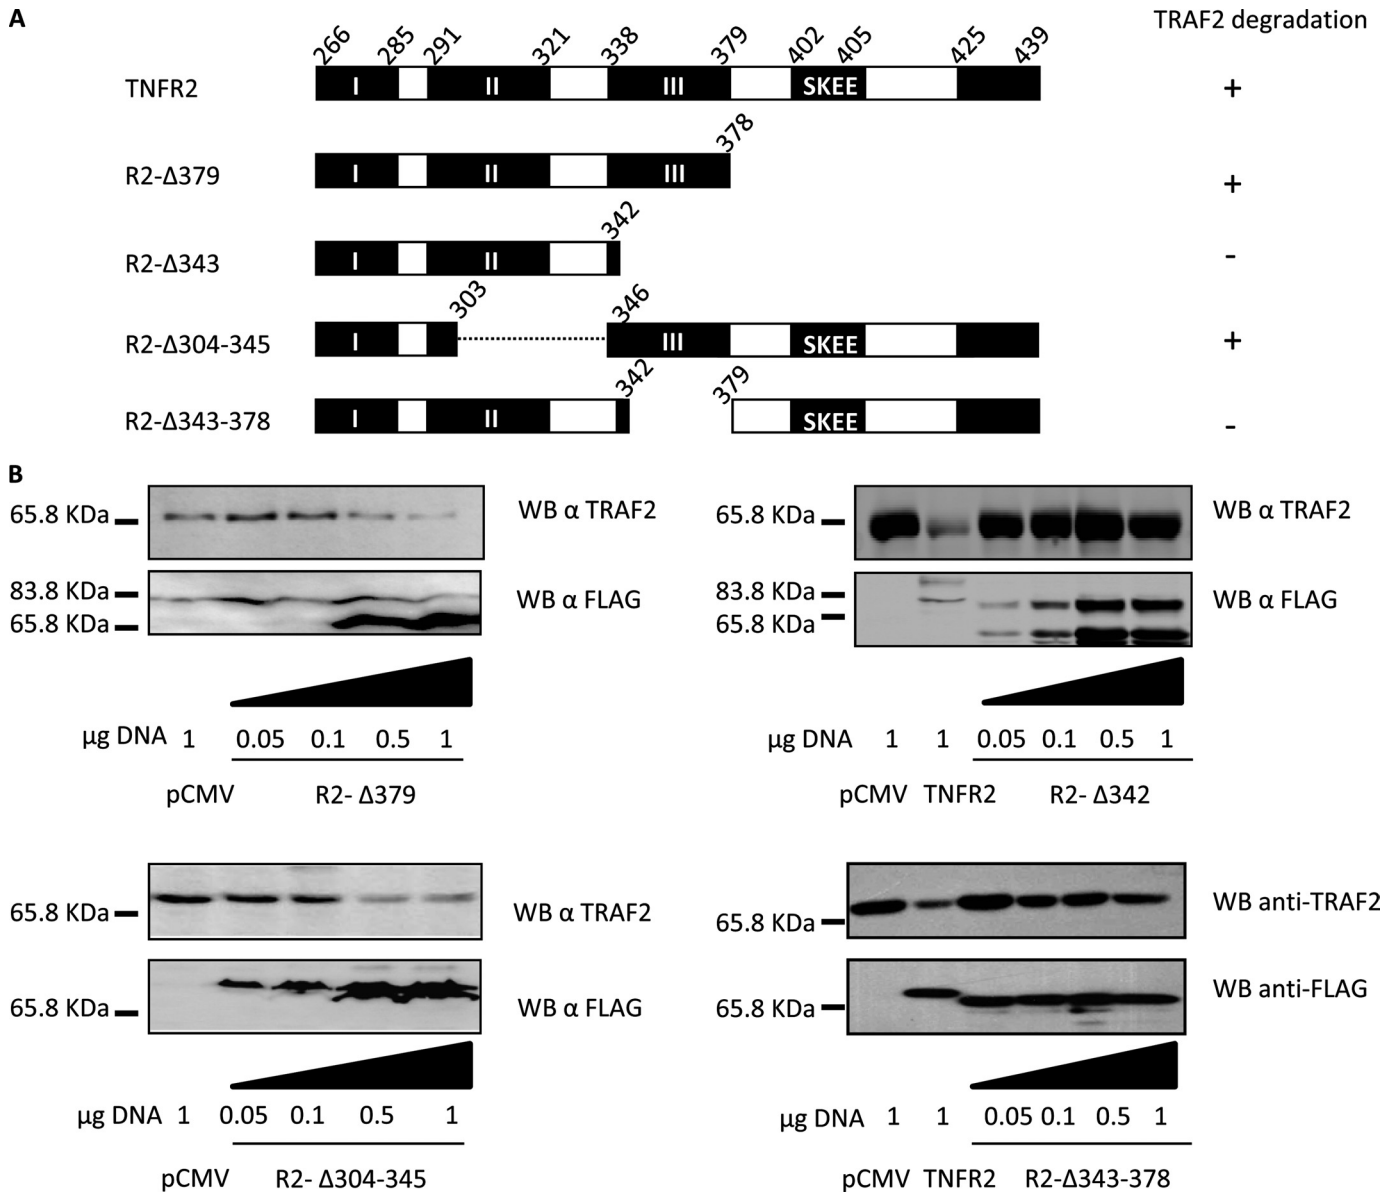 A
TRAF2 degradation
266 285 291 321 338 379 402 405 425 439
TNFR2 I II III SKEE +
378
R2-Δ379 I II III +
342
R2-Δ343 I II -
303 346
R2-Δ304-345 I III SKEE +
342 379
R2-Δ343-378 I II SKEE -
B
65.8 KDa WB α TRAF2
83.8 KDa WB α FLAG
65.8 KDa
μg DNA 1 0.05 0.1 0.5 1
pCMV R2- Δ379
65.8 KDa WB α TRAF2
83.8 KDa WB α FLAG
65.8 KDa
μg DNA 1 1 0.05 0.1 0.5 1
pCMV TNFR2 R2- Δ342
65.8 KDa WB α TRAF2
65.8 KDa WB α FLAG
μg DNA 1 0.05 0.1 0.5 1
pCMV R2- Δ304-345
65.8 KDa WB anti-TRAF2
65.8 KDa WB anti-FLAG
μg DNA 1 1 0.05 0.1 0.5 1
pCMV TNFR2 R2-Δ343-378